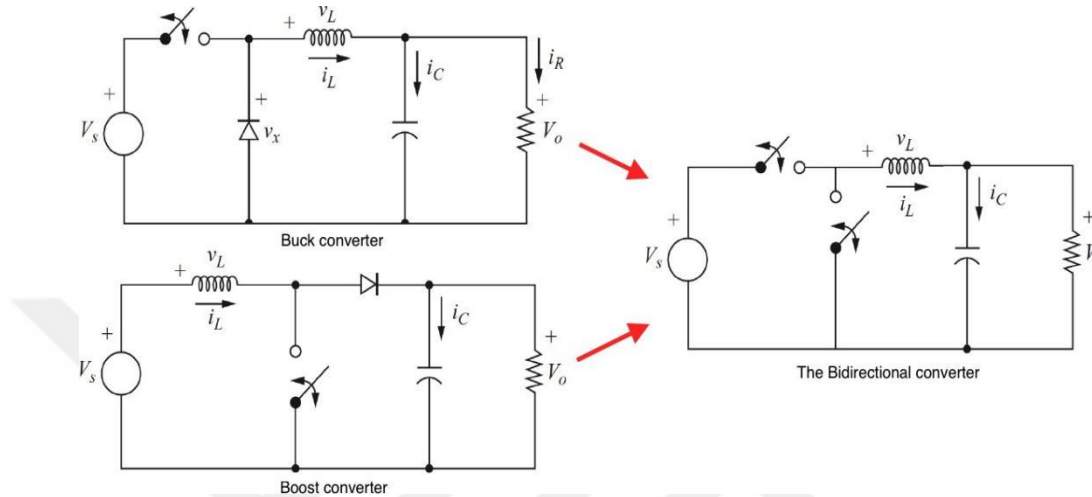 + v_L
i_L
i_C
i_R
+
V_s
+
v_x
+
V_o
Buck converter
v_L
+
i_L
i_C
+
V_s
+
V_o
Boost converter
v_L
+
i_L
i_C
+
V_s
+
V
The Bidirectional converter